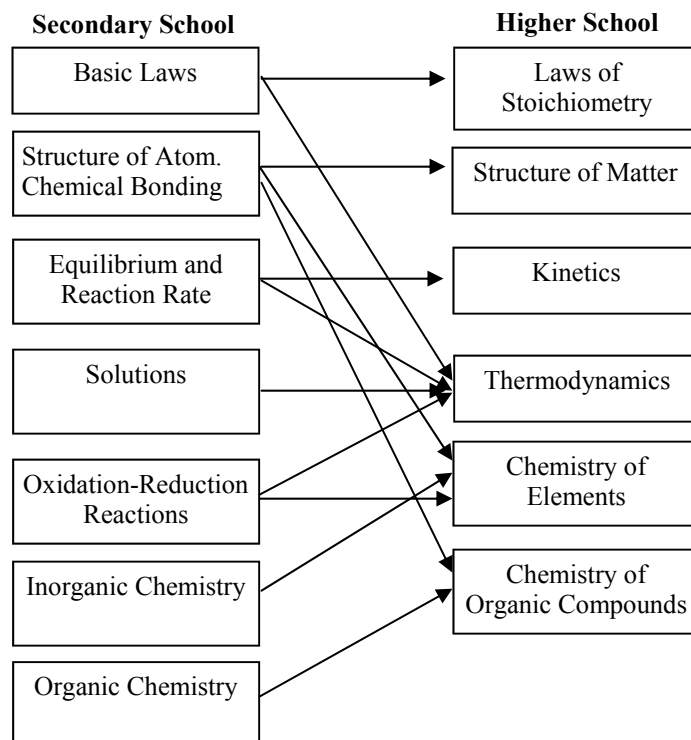 Secondary School
Basic Laws
Structure of Atom.
Chemical Bonding
Equilibrium and
Reaction Rate
Solutions
Oxidation-Reduction
Reactions
Inorganic Chemistry
Organic Chemistry
Higher School
Laws of
Stoichiometry
Structure of Matter
Kinetics
Thermodynamics
Chemistry of
Elements
Chemistry of
Organic Compounds